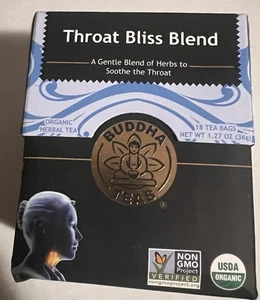 Throat Bliss Blend
A Gentle Blend of Herbs to
Soothe the Throat
ORGANIC
HERBAL TEA
18 TEA BAGS
NET WT 1.27 OZ (36g)
BUDDHA
TEAS
NON
GMO
Project
VERIFIED
nongmoproject.org
USDA
ORGANIC